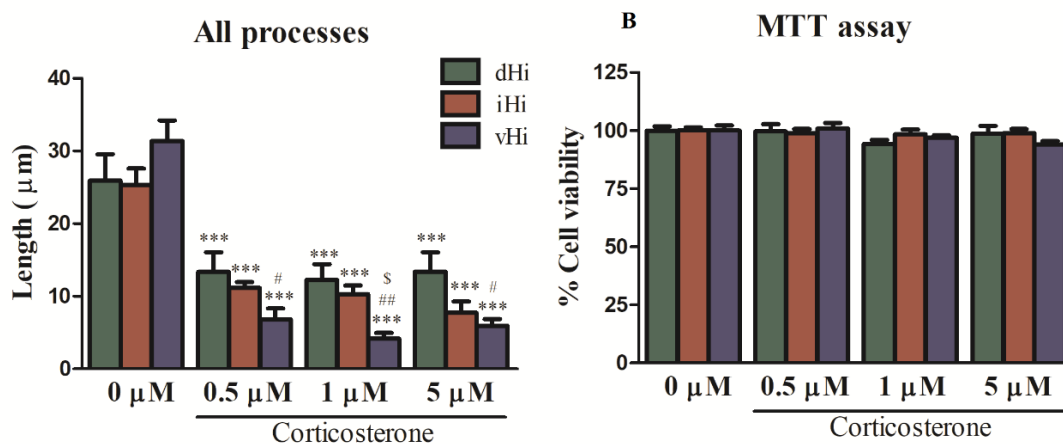 All processes
Length ( μm)
40
30
20
10
0
dHi
iHi
vHi
***
***
#
***
***
***
$
##
***
***
***
#
***
0 μM
0.5 μM
1 μM
5 μM
Corticosterone
B
MTT assay
% Cell viability
125
100
75
50
25
0
0 μM
0.5 μM
1 μM
5 μM
Corticosterone